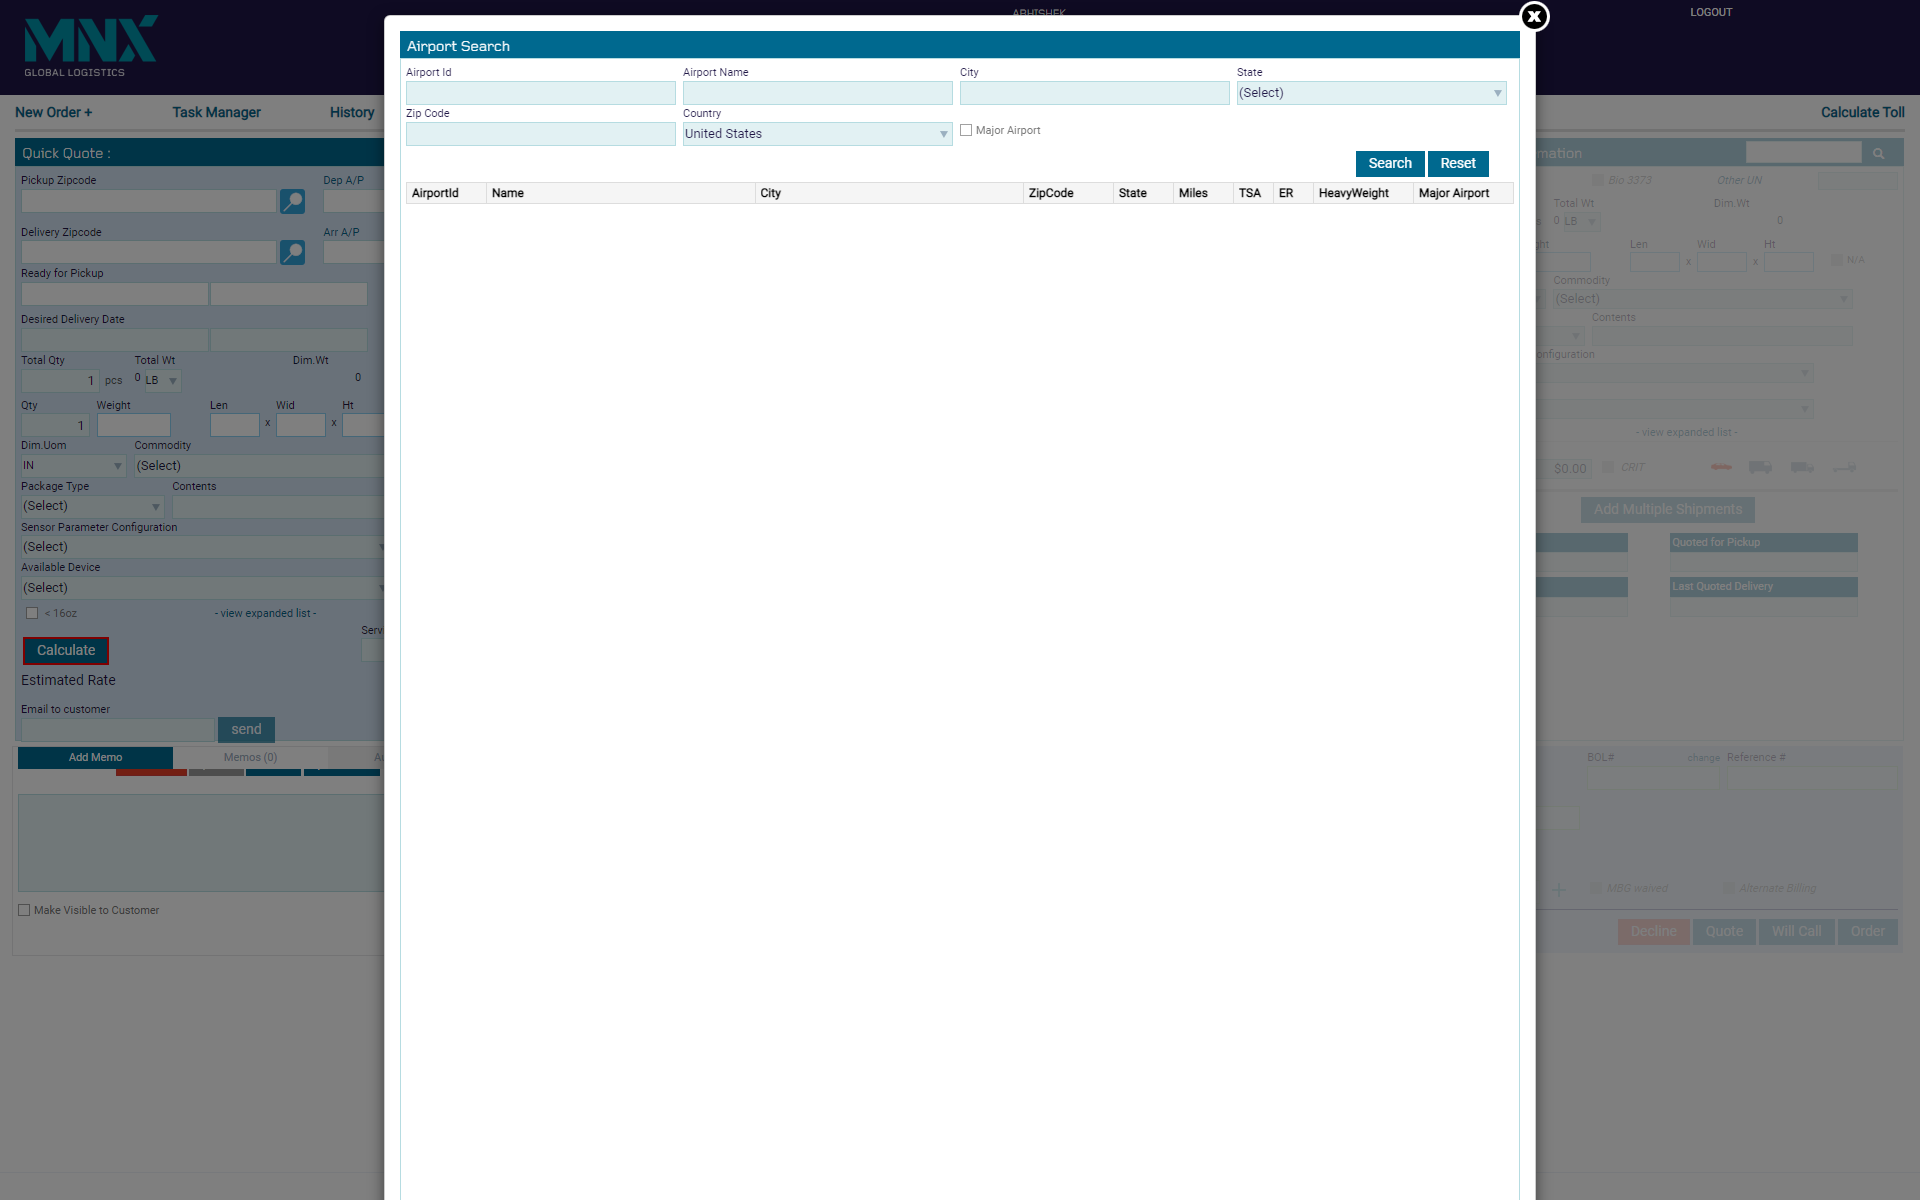 MNX
GLOBAL LOGISTICS
ABHISHEK
LOGOUT
New Order +
Task Manager
History
Calculate Toll
Airport Search
Airport Id
Airport Name
City
State
(Select)
Zip Code
Country
United States
Major Airport
Search
Reset
AirportId
Name
City
ZipCode
State
Miles
TSA
ER
HeavyWeight
Major Airport
Quick Quote :
Pickup Zipcode
Dep A/P
Delivery Zipcode
Arr A/P
Ready for Pickup
Desired Delivery Date
Total Qty
Total Wt
Dim.Wt
1
pcs
0
LB
0
Qty
Weight
Len
Wid
Ht
1
x
x
Dim.Uom
Commodity
IN
(Select)
Package Type
Contents
(Select)
Sensor Parameter Configuration
(Select)
Available Device
(Select)
< 16oz
- view expanded list -
Calculate
Estimated Rate
Email to customer
send
Add Memo
Memos (0)
Make Visible to Customer
Bio 3373
Other UN
Total Wt
Dim.Wt
0
LB
0
Len
Wid
Ht
x
x
N/A
Commodity
(Select)
Contents
- view expanded list -
$0.00
CRIT
Add Multiple Shipments
Quoted for Pickup
Last Quoted Delivery
BOL#
change
Reference #
MBG waived
Alternate Billing
Decline
Quote
Will Call
Order